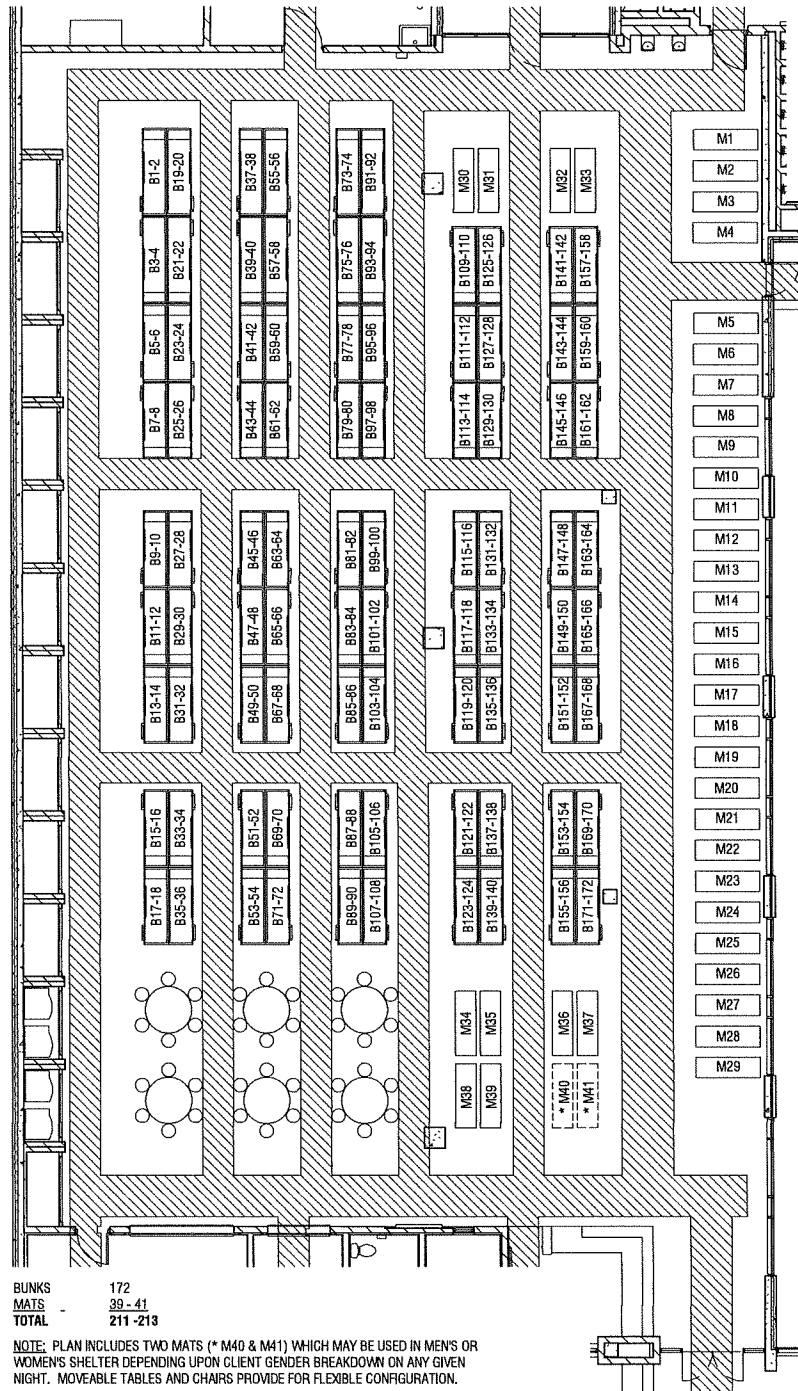 B1-2 B19-20 B37-38 B55-56 B73-74 B91-92 M30 M31 M32 M33
B3-4 B21-22 B39-40 B57-58 B75-76 B93-94 B109-110 B125-126 B141-142 B157-158
B5-6 B23-24 B41-42 B59-60 B77-78 B95-96 B111-112 B127-128 B143-144 B159-160
B7-8 B25-26 B43-44 B61-62 B79-80 B97-98 B113-114 B129-130 B145-146 B161-162
B9-10 B27-28 B45-46 B63-64 B81-82 B99-100 B115-116 B131-132 B147-148 B163-164
B11-12 B29-30 B47-48 B65-66 B83-84 B101-102 B117-118 B133-134 B149-150 B165-166
B13-14 B31-32 B49-50 B67-68 B85-86 B103-104 B119-120 B135-136 B151-152 B167-168
B15-16 B33-34 B51-52 B69-70 B87-88 B105-106 B121-122 B137-138 B153-154 B169-170
B17-18 B35-36 B53-54 B71-72 B89-90 B107-108 B123-124 B139-140 B155-156 B171-172
M34 M35 M36 M37
M38 M39 * M40 * M41
M1
M2
M3
M4
M5
M6
M7
M8
M9
M10
M11
M12
M13
M14
M15
M16
M17
M18
M19
M20
M21
M22
M23
M24
M25
M26
M27
M28
M29
BUNKS 172
MATS - 39 - 41
TOTAL 211 -213
NOTE: PLAN INCLUDES TWO MATS (* M40 & M41) WHICH MAY BE USED IN MEN'S OR
WOMEN'S SHELTER DEPENDING UPON CLIENT GENDER BREAKDOWN ON ANY GIVEN
NIGHT. MOVEABLE TABLES AND CHAIRS PROVIDE FOR FLEXIBLE CONFIGURATION.